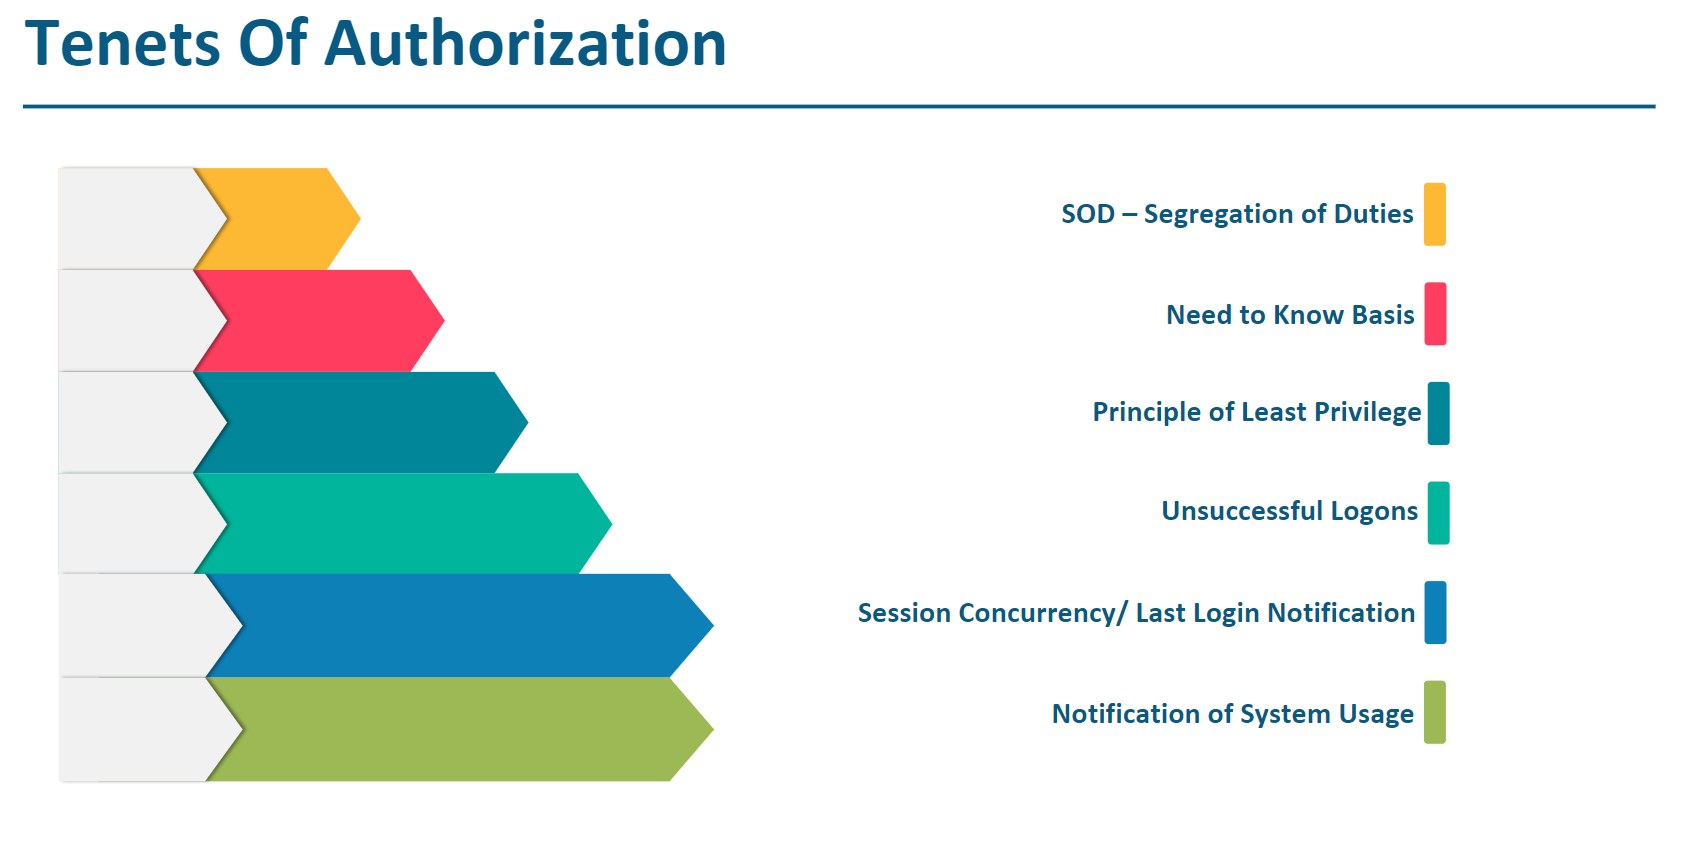 Tenets Of Authorization
SOD – Segregation of Duties
Need to Know Basis
Principle of Least Privilege
Unsuccessful Logons
Session Concurrency/ Last Login Notification
Notification of System Usage